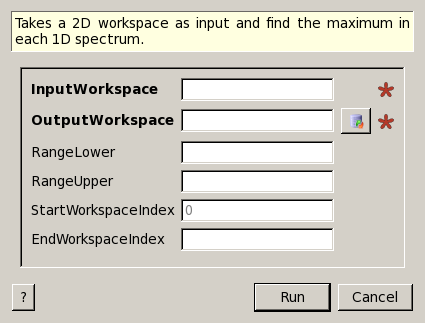 Takes a 2D workspace as input and find the maximum in
each 1D spectrum.
InputWorkspace
*
OutputWorkspace
*
RangeLower
RangeUpper
StartWorkspaceIndex 0
EndWorkspaceIndex
? Run Cancel